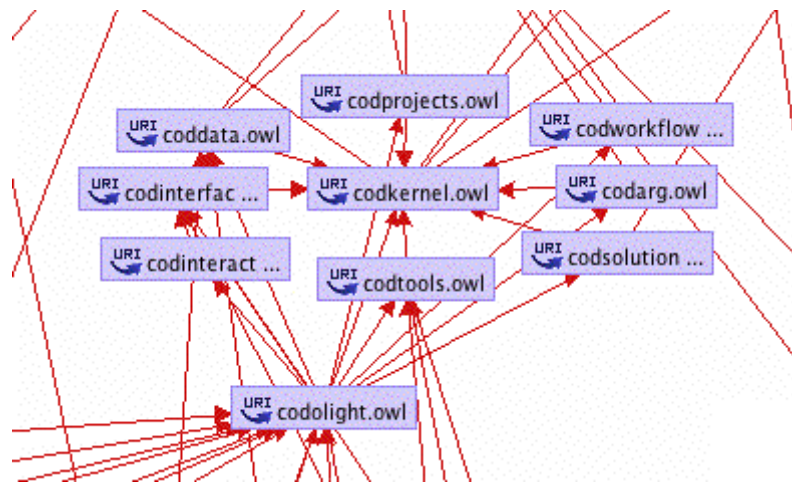 URI codprojects.owl
URI coddata.owl
URI codworkflow ...
URI codinterfac ...
URI codkernel.owl
URI codarg.owl
URI codinteract ...
URI codtools.owl
URI codsolution ...
URI codolight.owl